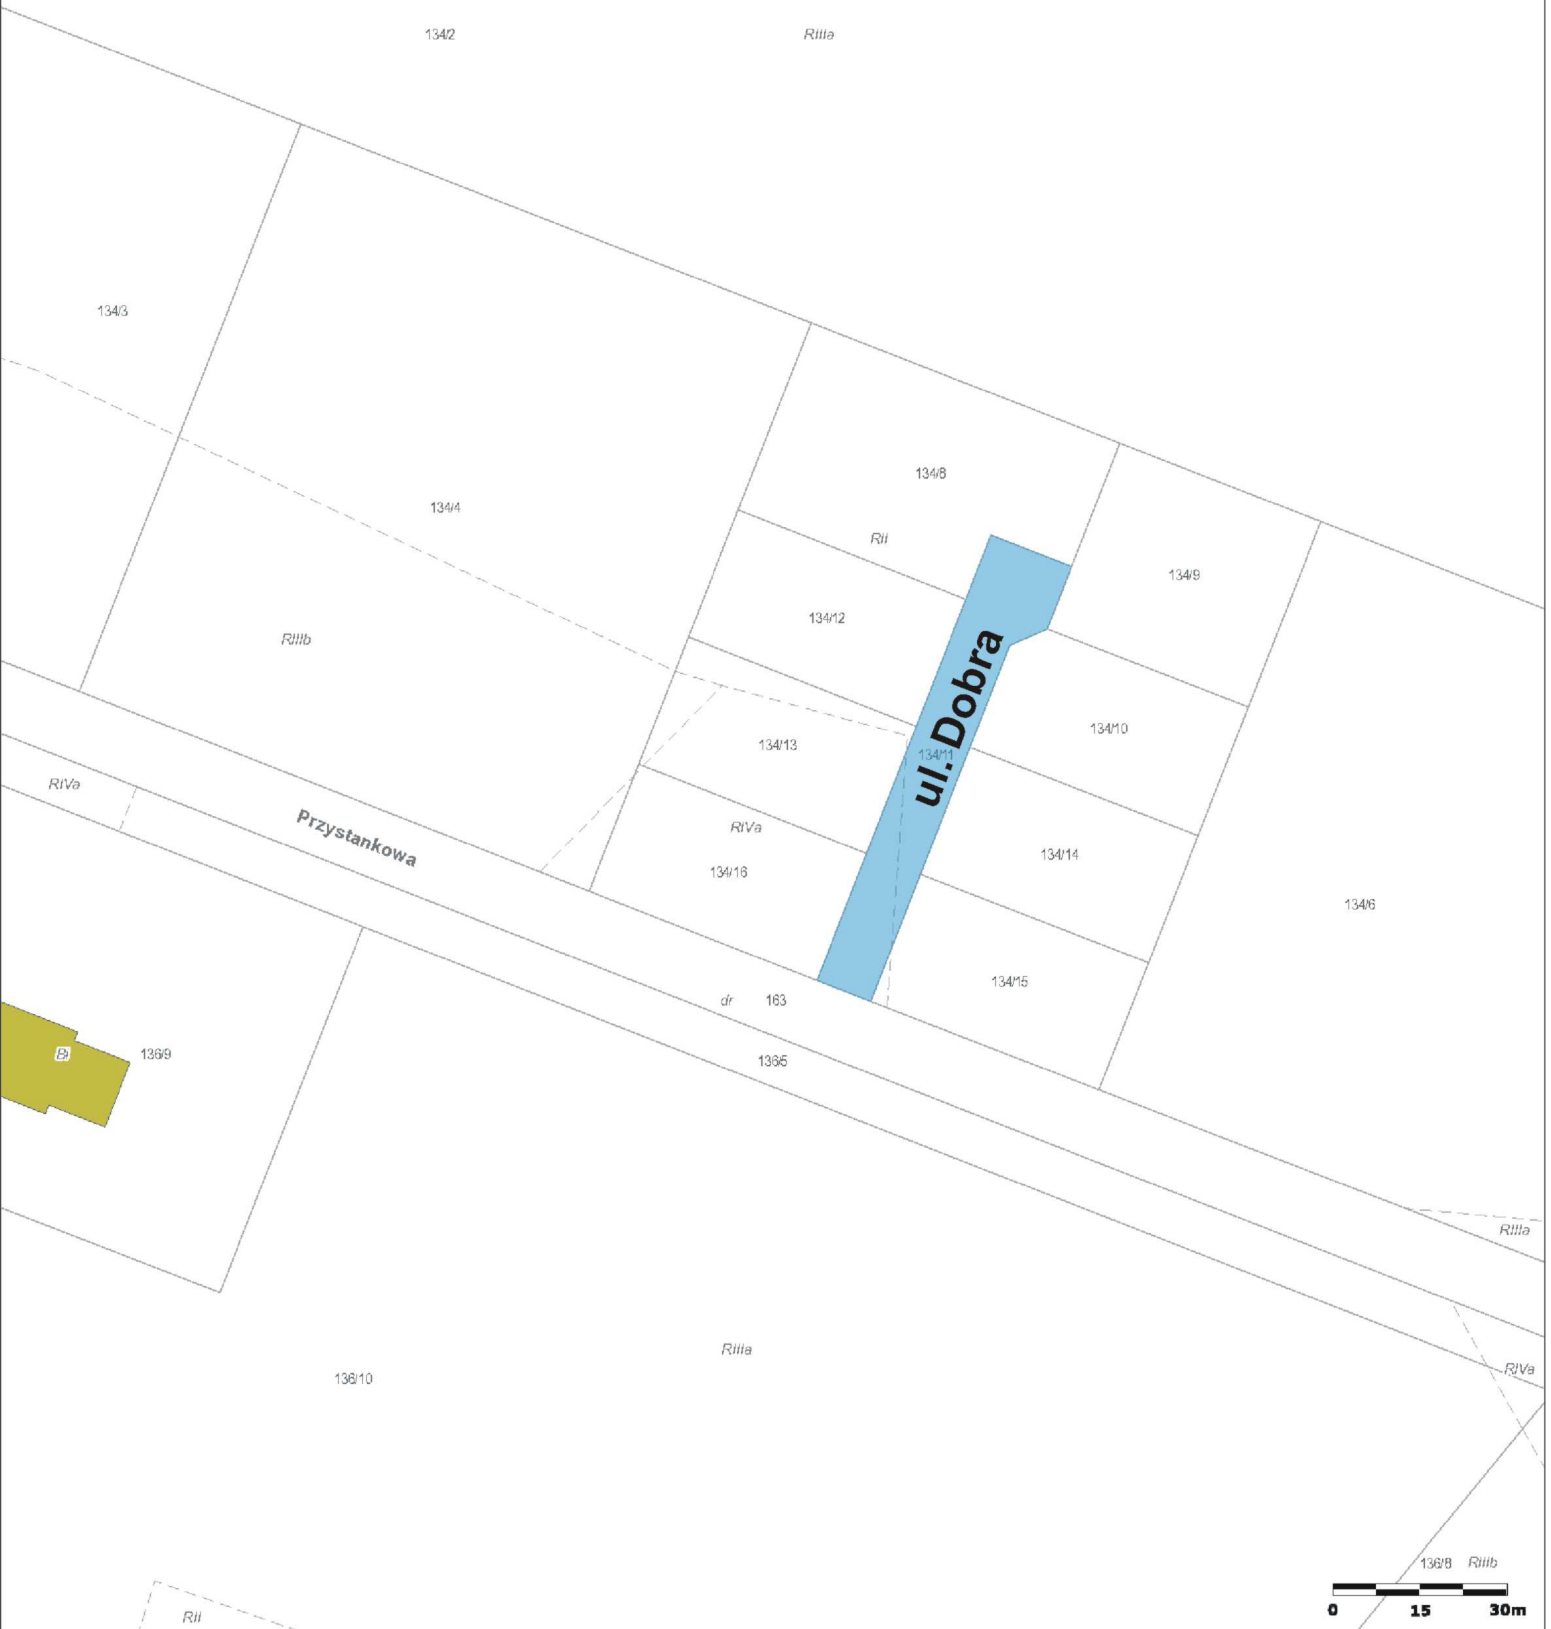 134/2
RIIIa
134/3
134/8
134/4
RII
134/9
134/12
RIIIb
134/10
134/13
134/11
ul. Dobra
RIVa
RIVa
Przystankowa
134/14
134/16
134/6
134/15
dr 163
136/9
Bi
136/5
RIIIa
RIIIa
RIVa
136/10
136/8 RIIIb
0 15 30m
RII